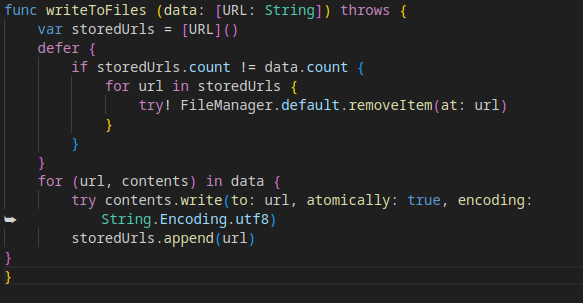 func writeToFiles (data: [URL: String]) throws {
    var storedUrls = [URL]()
    defer {
        if storedUrls.count != data.count {
            for url in storedUrls {
                try! FileManager.default.removeItem(at: url)
            }
        }
    }
    for (url, contents) in data {
        try contents.write(to: url, atomically: true, encoding:
➥            String.Encoding.utf8)
        storedUrls.append(url)
}
}